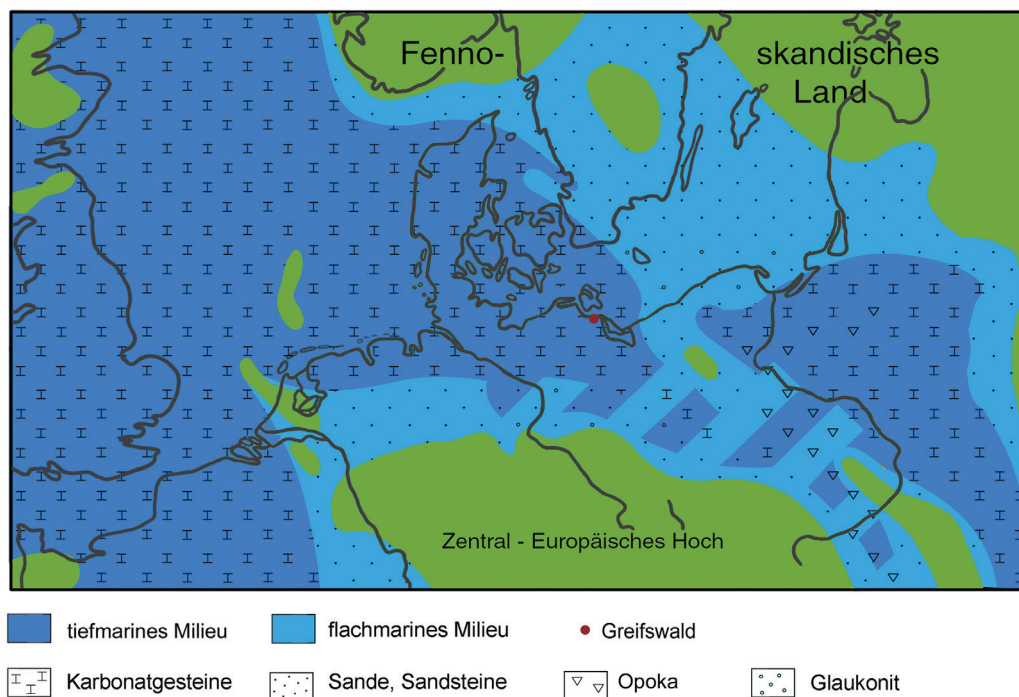 Fenno-
skandisches
Land
Zentral - Europäisches Hoch
tiefmarines Milieu
flachmarines Milieu
Greifswald
Karbonatgesteine
Sande, Sandsteine
Opoka
Glaukonit